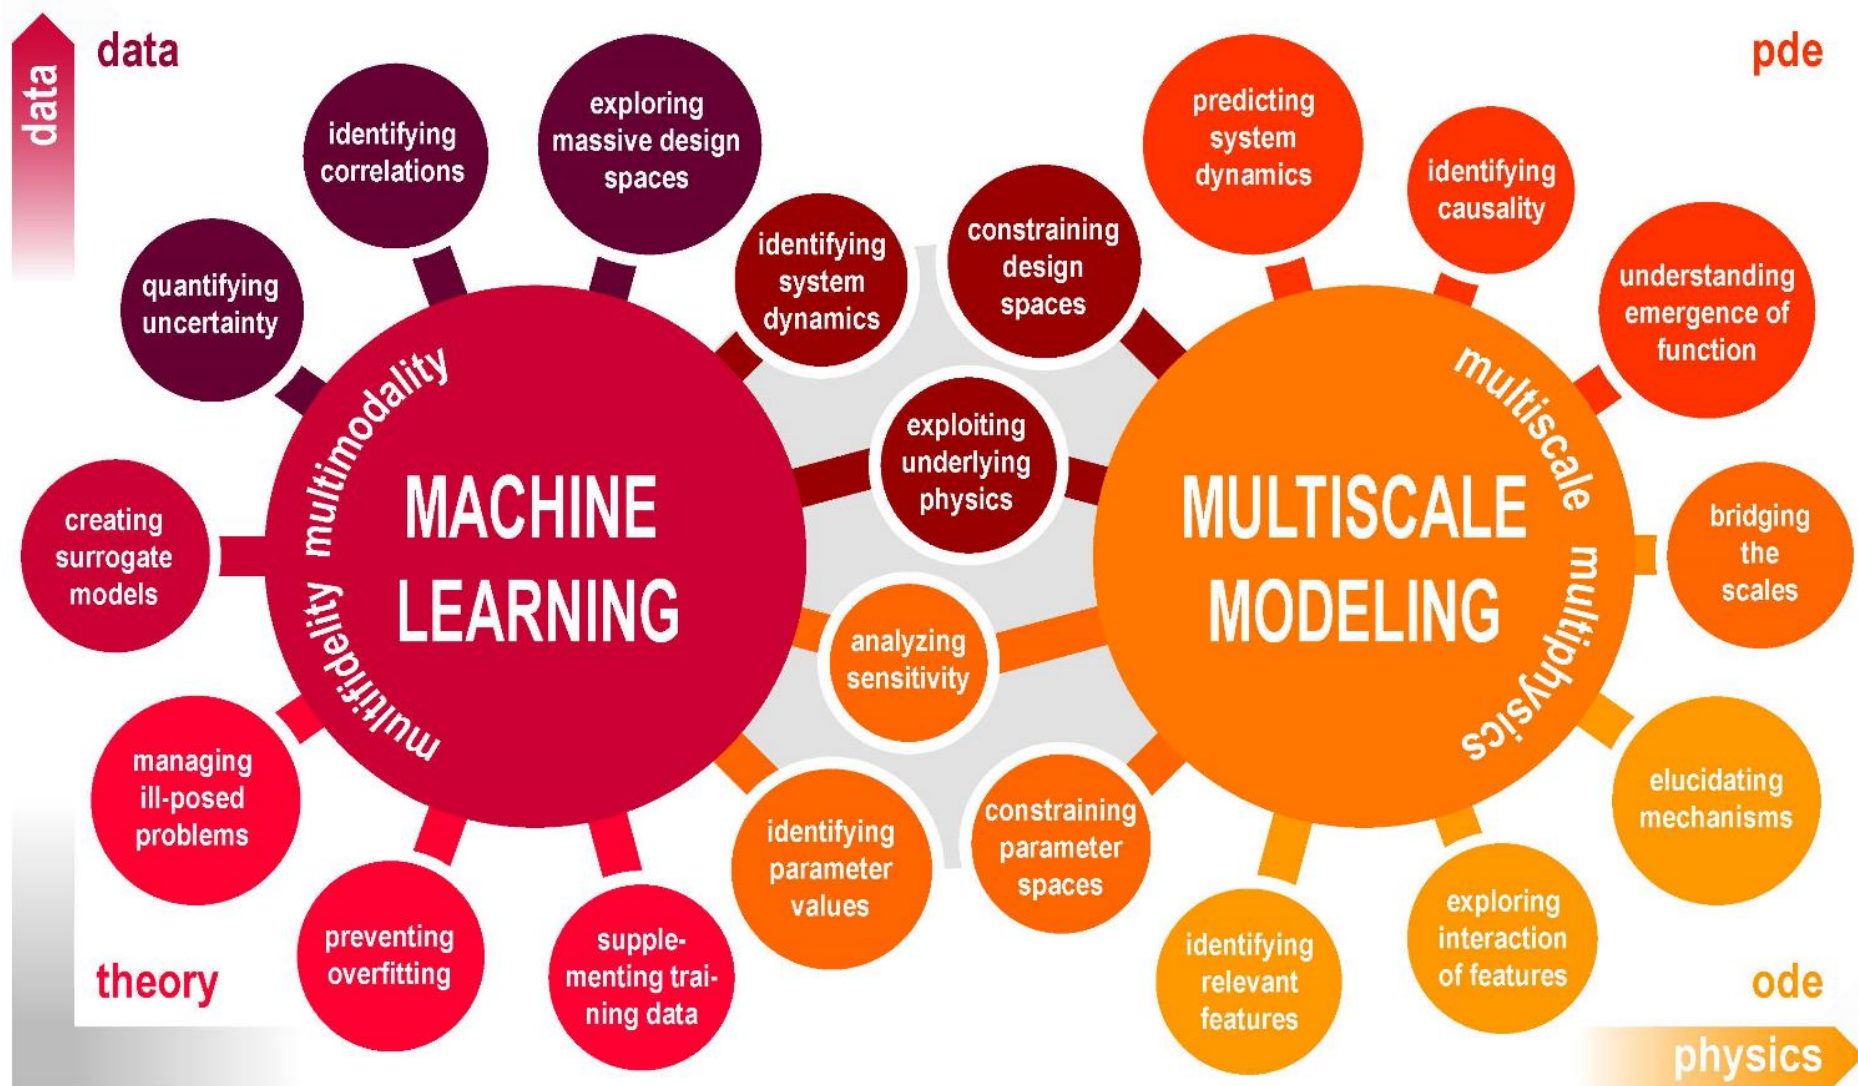 data
data
pde
identifying
correlations
exploring
massive design
spaces
quantifying
uncertainty
creating
surrogate
models
managing
ill-posed
problems
preventing
overfitting
supple-
menting trai-
ning data
theory
multimodality
multifidelity
MACHINE
LEARNING
identifying
system
dynamics
constraining
design
spaces
exploiting
underlying
physics
analyzing
sensitivity
identifying
parameter
values
constraining
parameter
spaces
MULTISCALE
MODELING
multiscale
multiphysics
predicting
system
dynamics
identifying
causality
understanding
emergence of
function
bridging
the
scales
elucidating
mechanisms
exploring
interaction
of features
identifying
relevant
features
ode
physics